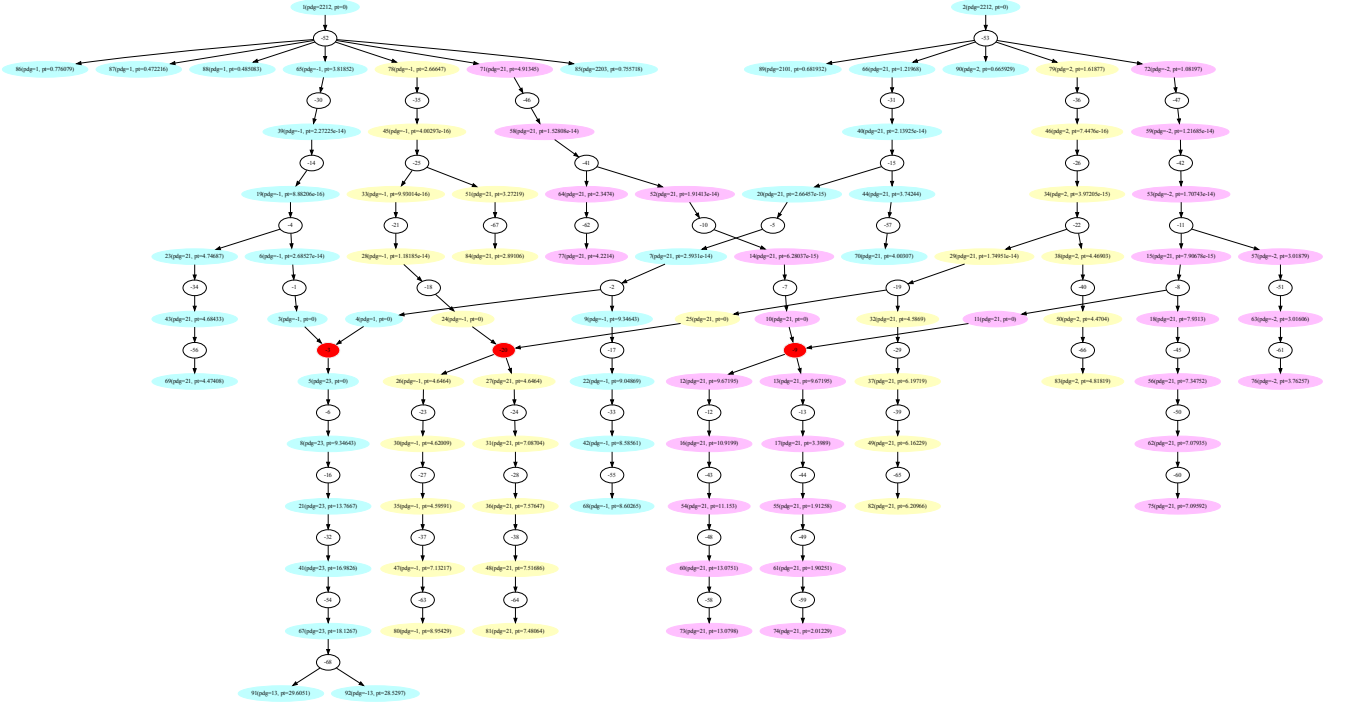 1(pdg=2212, pt=0) 2(pdg=2212, pt=0)
-52 -53
86(pdg=1, pt=0.776079) 87(pdg=1, pt=0.472216) 88(pdg=1, pt=0.485083) 65(pdg=-1, pt=3.81852) 78(pdg=-1, pt=2.66647) 71(pdg=21, pt=4.91345) 85(pdg=2203, pt=0.755718) 89(pdg=2101, pt=0.681932) 66(pdg=21, pt=1.21968) 90(pdg=2, pt=0.665929) 79(pdg=2, pt=1.61877) 72(pdg=-2, pt=1.08197)
-30 -35 -46 -31 -36 -47
39(pdg=-1, pt=2.27225e-14) 45(pdg=-1, pt=4.00297e-16) 58(pdg=21, pt=1.52808e-14) 40(pdg=21, pt=2.13925e-14) 46(pdg=2, pt=7.4476e-16) 59(pdg=-2, pt=1.21685e-14)
-14 -25 -41 -15 -26 -42
19(pdg=-1, pt=8.88206e-16) 33(pdg=-1, pt=9.93014e-16) 51(pdg=21, pt=3.27219) 64(pdg=21, pt=2.3474) 52(pdg=21, pt=1.91413e-14) 20(pdg=21, pt=2.66457e-15) 44(pdg=21, pt=3.74244) 34(pdg=2, pt=3.97205e-15) 53(pdg=-2, pt=1.70743e-14)
-4 -21 -67 -62 -10 -5 -57 -22 -11
23(pdg=21, pt=4.74687) 6(pdg=-1, pt=2.68527e-14) 28(pdg=-1, pt=1.18185e-14) 84(pdg=21, pt=2.89106) 77(pdg=21, pt=4.2214) 7(pdg=21, pt=2.5931e-14) 14(pdg=21, pt=6.28037e-15) 70(pdg=21, pt=4.00307) 29(pdg=21, pt=1.74951e-14) 38(pdg=2, pt=4.46903) 15(pdg=21, pt=7.90678e-15) 57(pdg=-2, pt=3.01879)
-34 -1 -18 -2 -7 -19 -40 -8 -51
43(pdg=21, pt=4.68433) 3(pdg=-1, pt=0) 4(pdg=1, pt=0) 24(pdg=-1, pt=0) 9(pdg=-1, pt=9.34643) 25(pdg=21, pt=0) 10(pdg=21, pt=0) 32(pdg=21, pt=4.5869) 11(pdg=21, pt=0) 50(pdg=2, pt=4.4704) 18(pdg=21, pt=7.9313) 63(pdg=-2, pt=3.01606)
-56 -3 -20 -17 -9 -29 -66 -45 -61
69(pdg=21, pt=4.47408) 5(pdg=23, pt=0) 26(pdg=-1, pt=4.6464) 27(pdg=21, pt=4.6464) 22(pdg=-1, pt=9.04869) 12(pdg=21, pt=9.67195) 13(pdg=21, pt=9.67195) 37(pdg=21, pt=6.19719) 83(pdg=2, pt=4.81819) 56(pdg=21, pt=7.34752) 76(pdg=-2, pt=3.76257)
-6 -23 -24 -33 -12 -13 -39 -50
8(pdg=23, pt=9.34643) 30(pdg=-1, pt=4.62009) 31(pdg=21, pt=7.08704) 42(pdg=-1, pt=8.58561) 16(pdg=21, pt=10.9199) 17(pdg=21, pt=3.3989) 49(pdg=21, pt=6.16229) 62(pdg=21, pt=7.07935)
-16 -27 -28 -55 -43 -44 -65 -60
21(pdg=23, pt=13.7667) 35(pdg=-1, pt=4.59591) 36(pdg=21, pt=7.57647) 68(pdg=-1, pt=8.60265) 54(pdg=21, pt=11.153) 55(pdg=21, pt=1.91258) 82(pdg=21, pt=6.20966) 75(pdg=21, pt=7.09592)
-32 -37 -38 -48 -49
41(pdg=23, pt=16.9826) 47(pdg=-1, pt=7.13217) 48(pdg=21, pt=7.51686) 60(pdg=21, pt=13.0751) 61(pdg=21, pt=1.90251)
-54 -63 -64 -58 -59
67(pdg=23, pt=18.1267) 80(pdg=-1, pt=8.95429) 81(pdg=21, pt=7.48064) 73(pdg=21, pt=13.0798) 74(pdg=21, pt=2.01229)
-68
91(pdg=13, pt=29.6051) 92(pdg=-13, pt=28.5297)